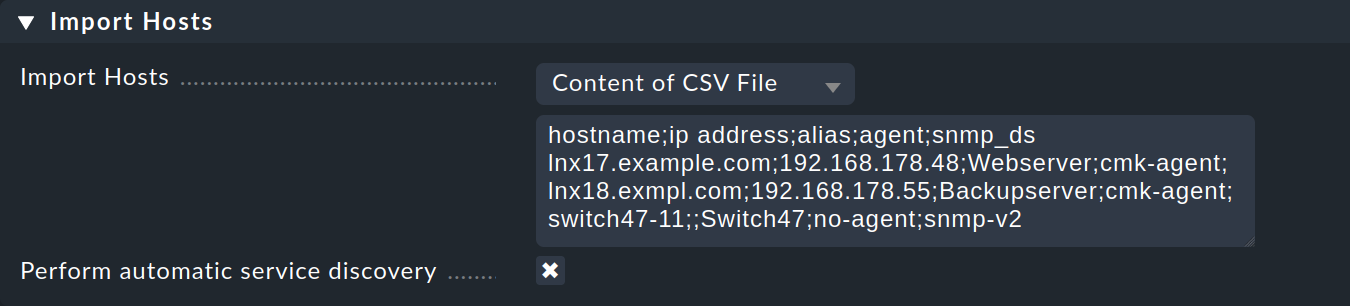 Import Hosts
Import Hosts
Content of CSV File
hostname;ip address;alias;agent;snmp_ds
lnx17.example.com;192.168.178.48;Webserver;cmk-agent;
lnx18.exmpl.com;192.168.178.55;Backupserver;cmk-agent;
switch47-11;;Switch47;no-agent;snmp-v2
Perform automatic service discovery